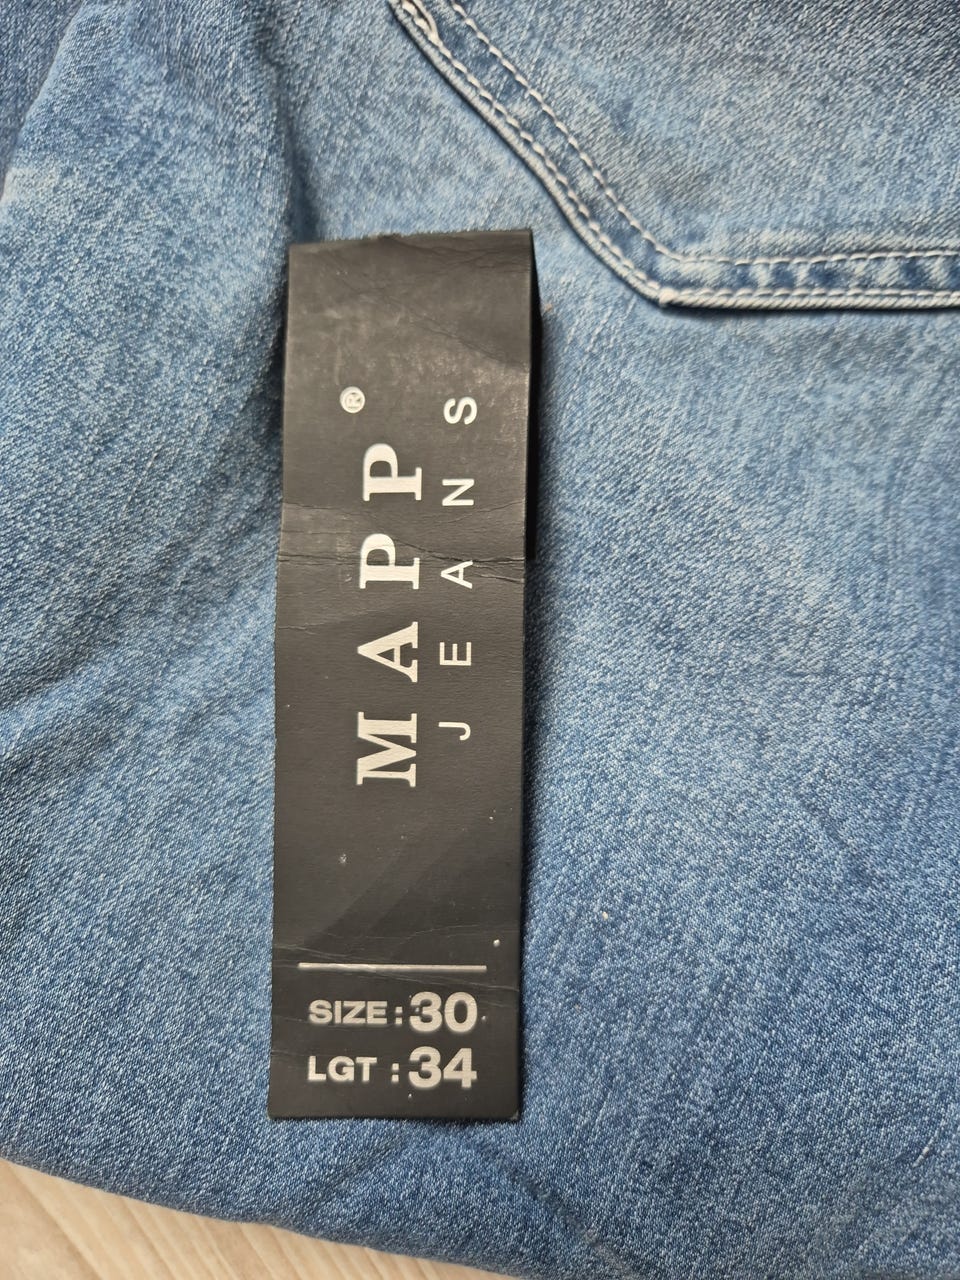 MAPP®
JEANS
SIZE : 30
LGT : 34